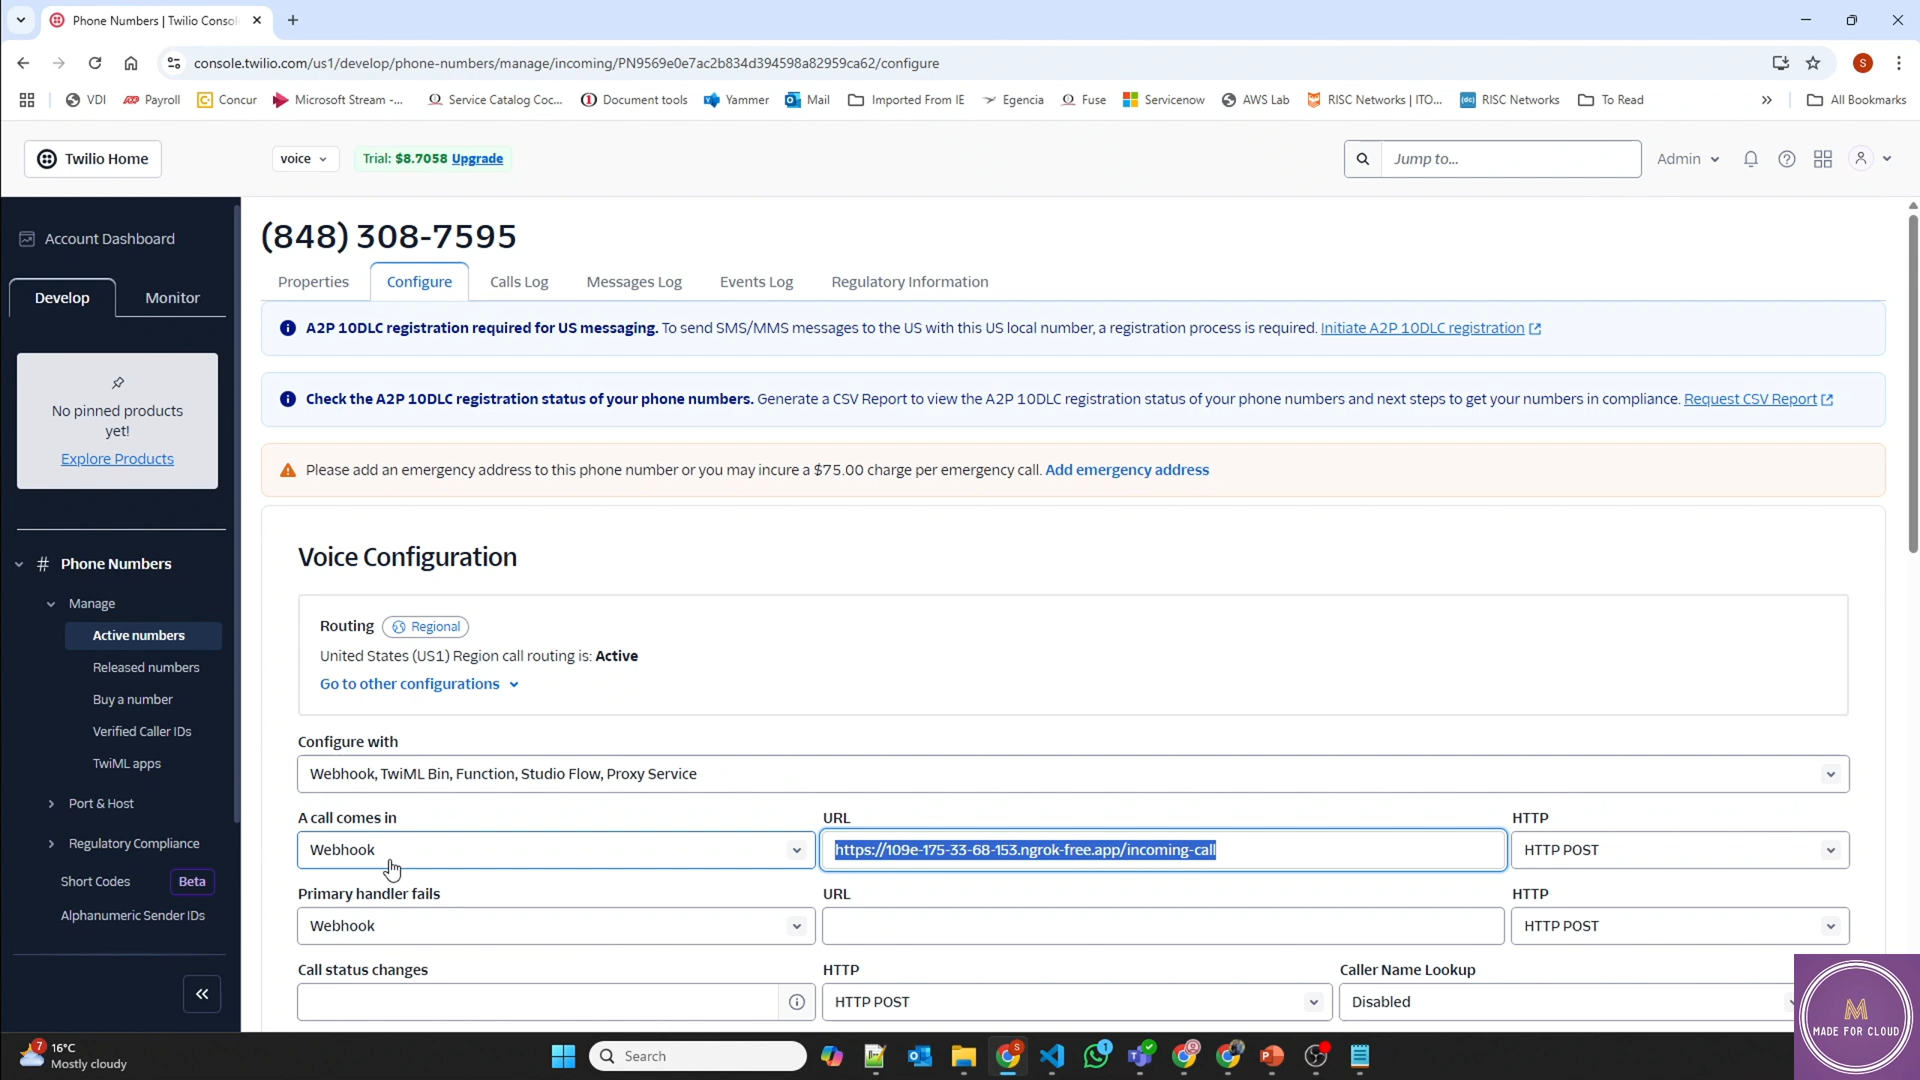 Phone Numbers | Twilio Consol
console.twilio.com/us1/develop/phone-numbers/manage/incoming/PN9569e0e7ac2b834d394598a82959ca62/configure
S
VDI
Payroll
Concur
Microsoft Stream -...
Service Catalog Coc...
Document tools
Yammer
Mail
Imported From IE
Egencia
Fuse
Servicenow
AWS Lab
RISC Networks | ITO...
RISC Networks
To Read
All Bookmarks
Twilio Home
voice
Trial: $8.7058 Upgrade
Jump to...
Admin
Account Dashboard
Develop
Monitor
No pinned products
yet!
Explore Products
# Phone Numbers
Manage
Active numbers
Released numbers
Buy a number
Verified Caller IDs
TwiML apps
Port & Host
Regulatory Compliance
Short Codes
Beta
Alphanumeric Sender IDs
(848) 308-7595
Properties
Configure
Calls Log
Messages Log
Events Log
Regulatory Information
A2P 10DLC registration required for US messaging. To send SMS/MMS messages to the US with this US local number, a registration process is required. Initiate A2P 10DLC registration
Check the A2P 10DLC registration status of your phone numbers. Generate a CSV Report to view the A2P 10DLC registration status of your phone numbers and next steps to get your numbers in compliance. Request CSV Report
Please add an emergency address to this phone number or you may incure a $75.00 charge per emergency call. Add emergency address
Voice Configuration
Routing
Regional
United States (US1) Region call routing is: Active
Go to other configurations
Configure with
Webhook, TwiML Bin, Function, Studio Flow, Proxy Service
A call comes in
URL
HTTP
Webhook
https://109e-175-33-68-153.ngrok-free.app/incoming-call
HTTP POST
Primary handler fails
URL
HTTP
Webhook
HTTP POST
Call status changes
HTTP
Caller Name Lookup
HTTP POST
Disabled
M
MADE FOR CLOUD
7
16°C
Mostly cloudy
Search
S
1